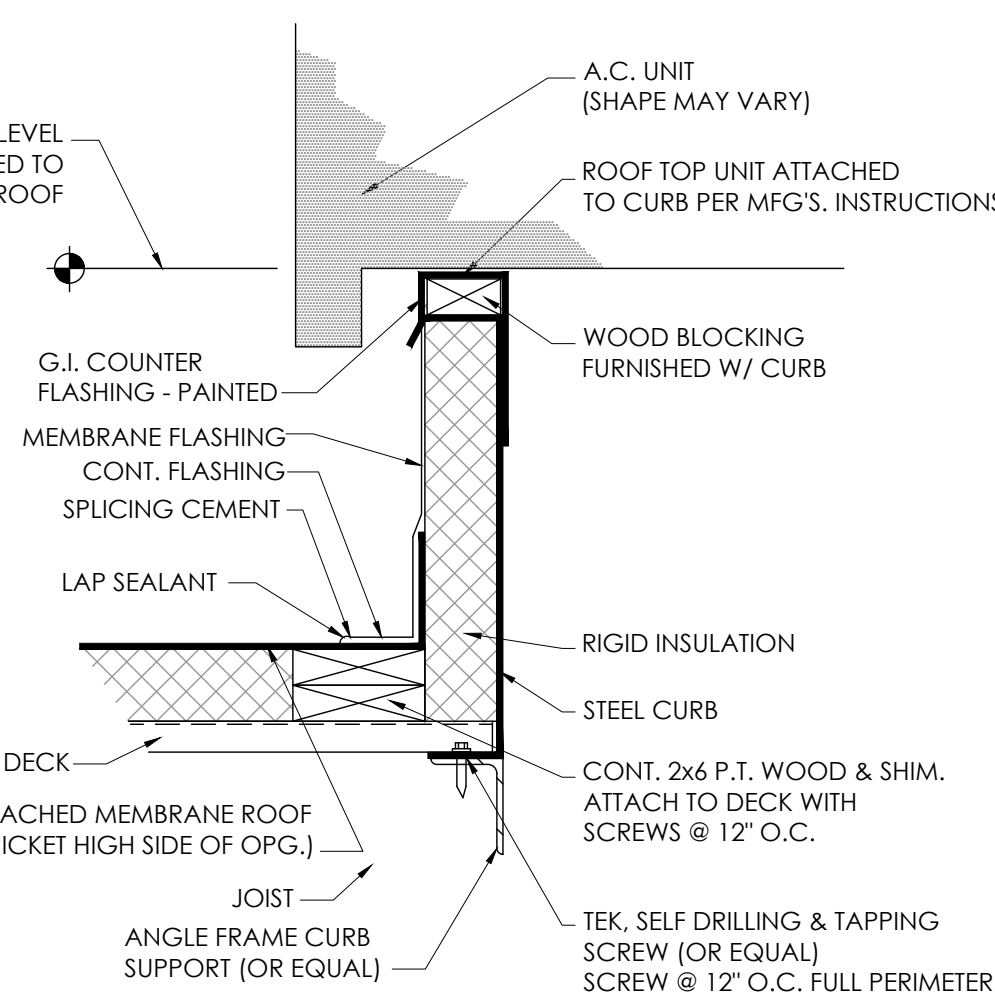 A.C. UNIT
(SHAPE MAY VARY)
LEVEL
ED TO
ROOF
ROOF TOP UNIT ATTACHED
TO CURB PER MFG'S. INSTRUCTIONS
WOOD BLOCKING
FURNISHED W/ CURB
G.I. COUNTER
FLASHING - PAINTED
MEMBRANE FLASHING
CONT. FLASHING
SPLICING CEMENT
LAP SEALANT
RIGID INSULATION
STEEL CURB
DECK
CONT. 2x6 P.T. WOOD & SHIM.
ATTACH TO DECK WITH
SCREWS @ 12" O.C.
ACHED MEMBRANE ROOF
ICKET HIGH SIDE OF OPG.)
JOIST
ANGLE FRAME CURB
SUPPORT (OR EQUAL)
TEK, SELF DRILLING & TAPPING
SCREW (OR EQUAL)
SCREW @ 12" O.C. FULL PERIMETER